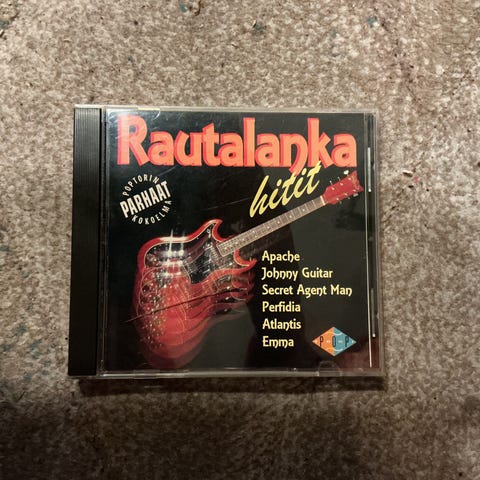 Rautalanka
hitit
POPTORIN
PARHAAT
KOKOELMA
Apache
Johnny Guitar
Secret Agent Man
Perfidia
Atlantis
Emma
P-O-P